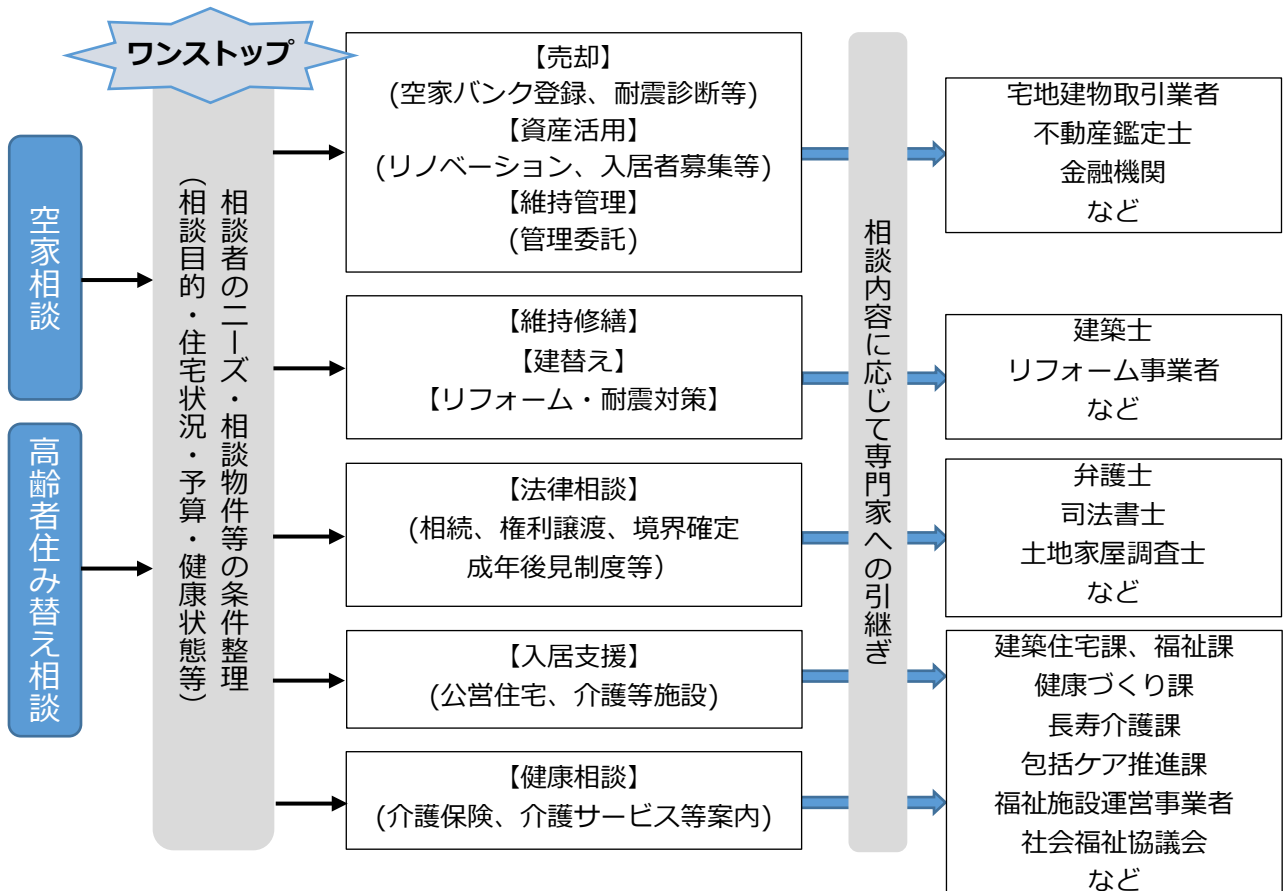 ワンストップ
空家相談
高齢者住み替え相談
相談者のニーズ・相談物件等の条件整理
（相談目的・住宅状況・予算・健康状態等）
【売却】
(空家バンク登録、耐震診断等)
【資産活用】
(リノベーション、入居者募集等)
【維持管理】
(管理委託)
【維持修繕】
【建替え】
【リフォーム・耐震対策】
【法律相談】
(相続、権利譲渡、境界確定
成年後見制度等）
【入居支援】
(公営住宅、介護等施設)
【健康相談】
(介護保険、介護サービス等案内)
相談内容に応じて専門家への引継ぎ
宅地建物取引業者
不動産鑑定士
金融機関
など
建築士
リフォーム事業者
など
弁護士
司法書士
土地家屋調査士
など
建築住宅課、福祉課
健康づくり課
長寿介護課
包括ケア推進課
福祉施設運営事業者
社会福祉協議会
など